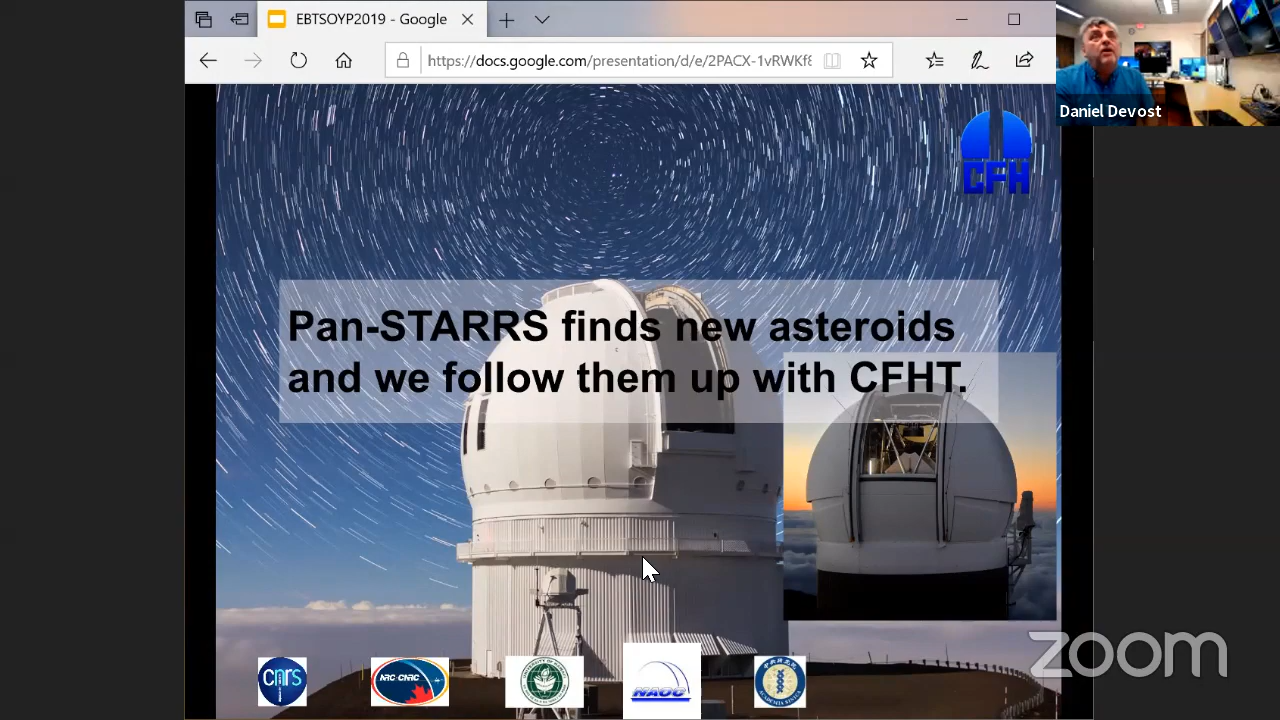 EBTSOYP2019 - Google
https://docs.google.com/presentation/d/e/2PACX-1vRWKf
Daniel Devost
CFH
Pan-STARRS finds new asteroids
and we follow them up with CFHT.
cnrs
NRC·CNRC
NAOC
zoom